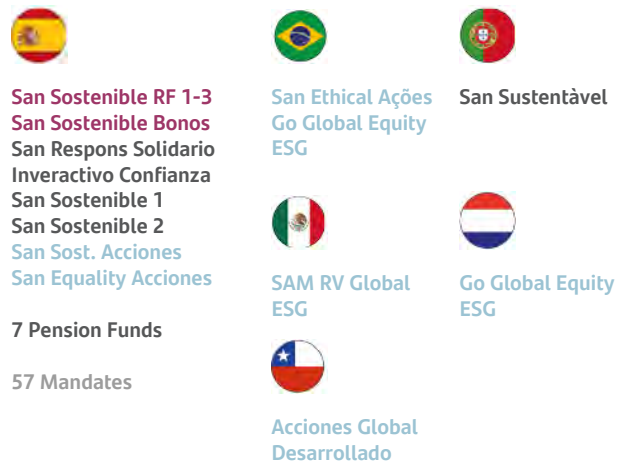 San Sostenible RF 1-3
San Sostenible Bonos
San Respons Solidario
Inveractivo Confianza
San Sostenible 1
San Sostenible 2
San Sost. Acciones
San Equality Acciones
7 Pension Funds
57 Mandates
San Ethical Ações
Go Global Equity
ESG
SAM RV Global
ESG
Acciones Global
Desarrollado
San Sustentàvel
Go Global Equity
ESG